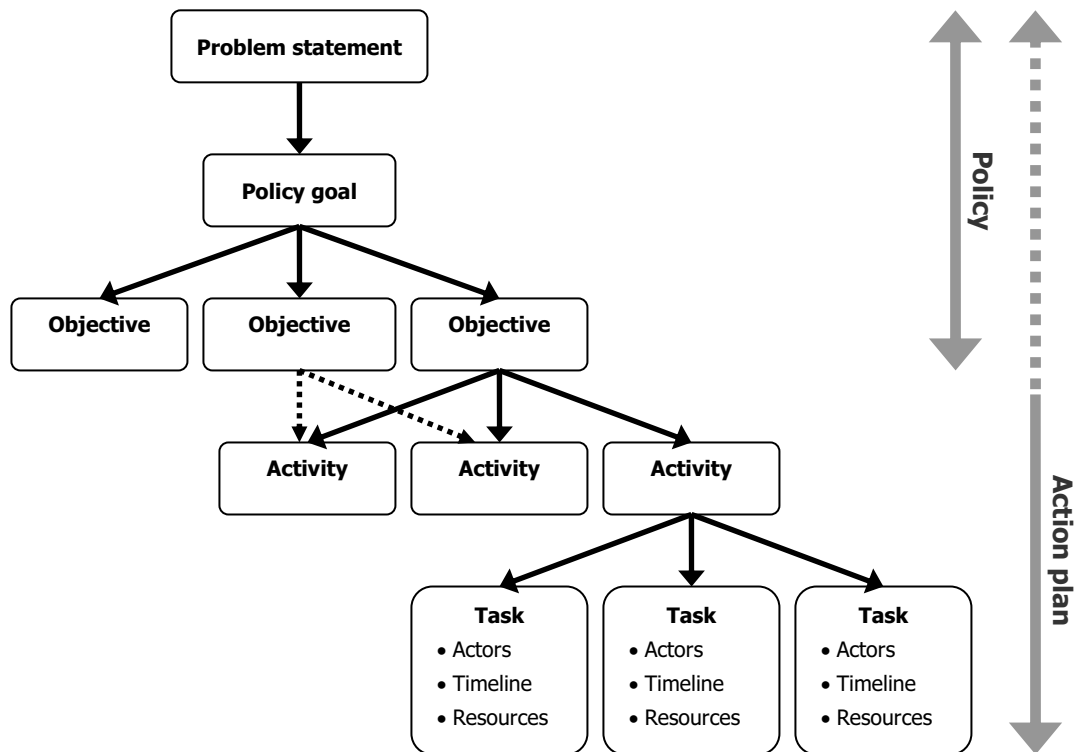 Problem statement
Policy goal
Objective
Objective
Objective
Activity
Activity
Activity
Task
• Actors
• Timeline
• Resources
Task
• Actors
• Timeline
• Resources
Task
• Actors
• Timeline
• Resources
Policy
Action plan